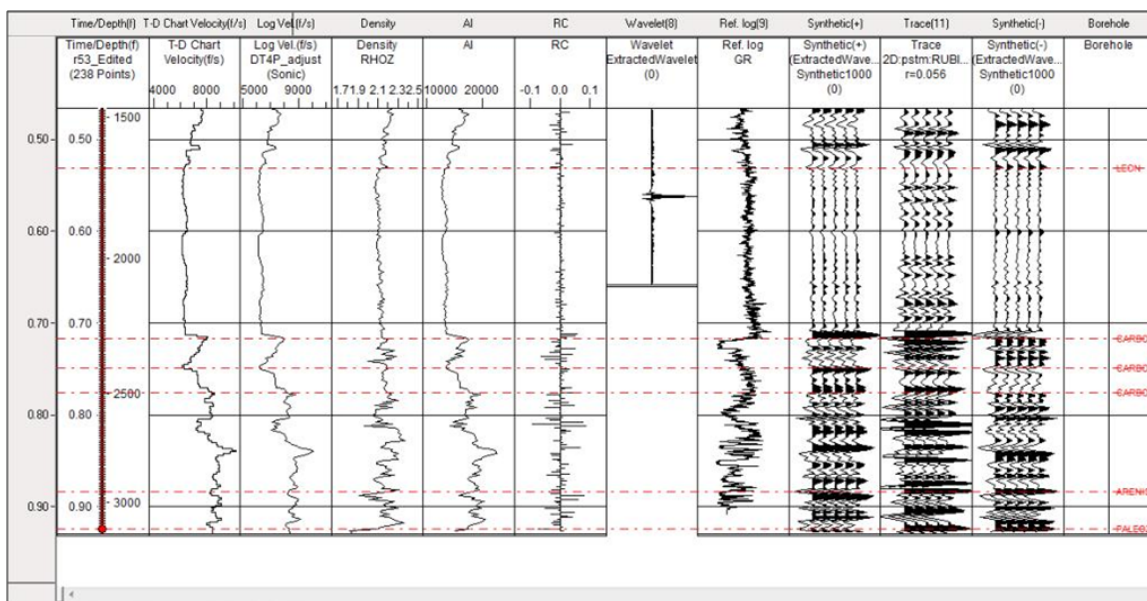 Time/Depth(f) T-D Chart Velocity(f/s) Log Vel.(f/s) Density AI RC Wavelet(8) Ref. log(9) Synthetic(+) Trace(11) Synthetic(-) Borehole
Time/Depth(f) T-D Chart Log Vel.(f/s) Density AI RC Wavelet Ref. log Synthetic(+) Trace Synthetic(-) Borehole
r53_Edited Velocity(f/s) DT4P_adjust RHOZ ExtractedWavelet GR (ExtractedWave... 2D:pstm:RUBI... (ExtractedWave...
(238 Points) (Sonic) (0) Synthetic1000 r=0.056 Synthetic1000
(0) (0)
4000 8000 5000 9000 1.71.9 2.1 2.32.5 10000 20000 -0.1 0.0 0.1
1500
0.50 0.50
LEON
0.60 0.60
2000
0.70 0.70
CARBO
CARBO
2500 CARBO
0.80 0.80
ARENIS
3000
0.90 0.90
PALEOZ